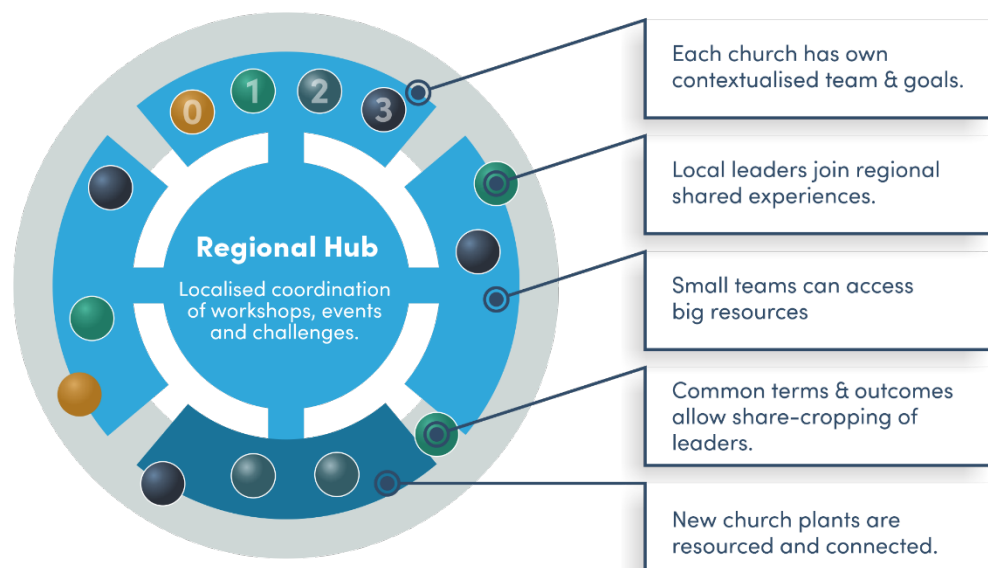 0
1
2
3
Regional Hub
Localised coordination
of workshops, events
and challenges.
Each church has own
contextualised team & goals.
Local leaders join regional
shared experiences.
Small teams can access
big resources
Common terms & outcomes
allow share-cropping of
leaders.
New church plants are
resourced and connected.